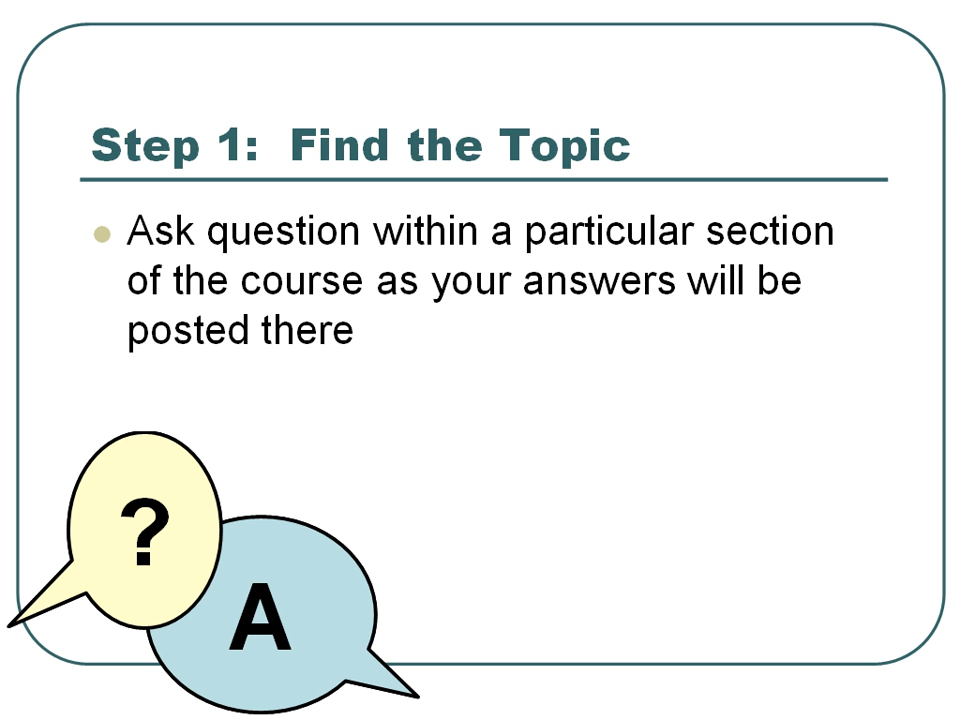 Step 1:  Find the Topic
Ask question within a particular section
of the course as your answers will be
posted there
?
A